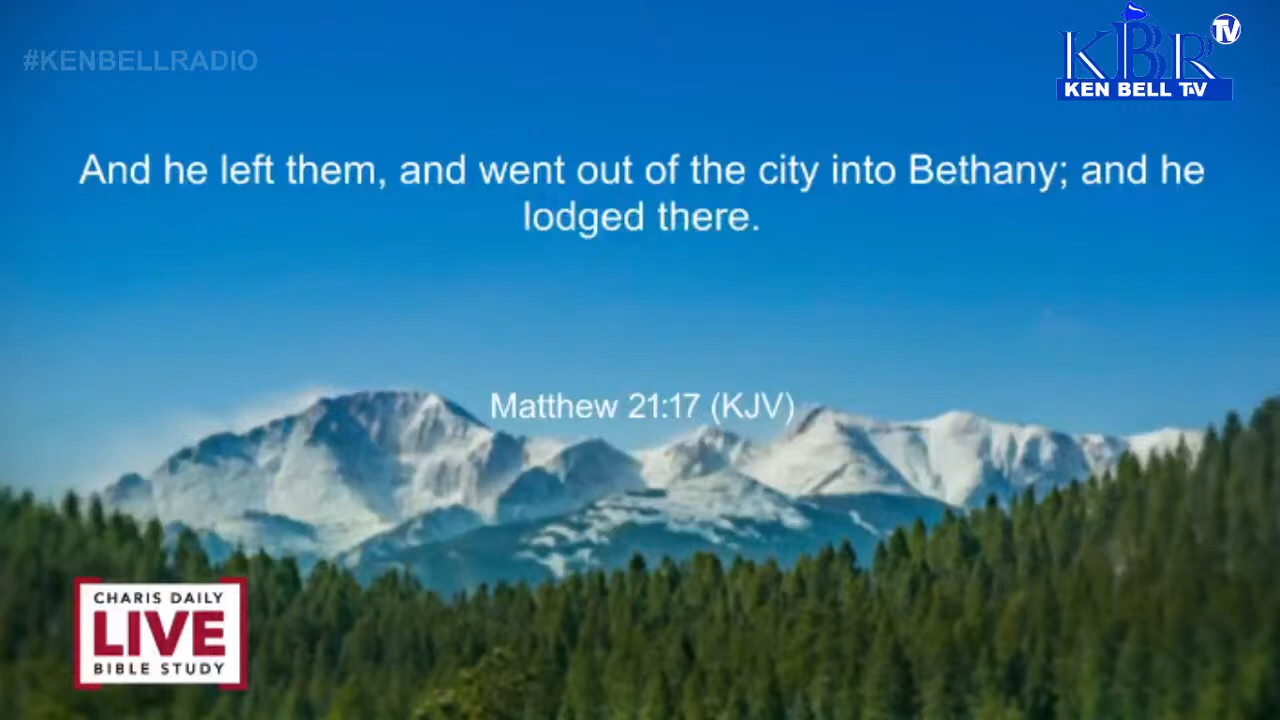 #KENBELLRADIO
KBR TV
KEN BELL TV
And he left them, and went out of the city into Bethany; and he
lodged there.
Matthew 21:17 (KJV)
CHARIS DAILY
LIVE
BIBLE STUDY